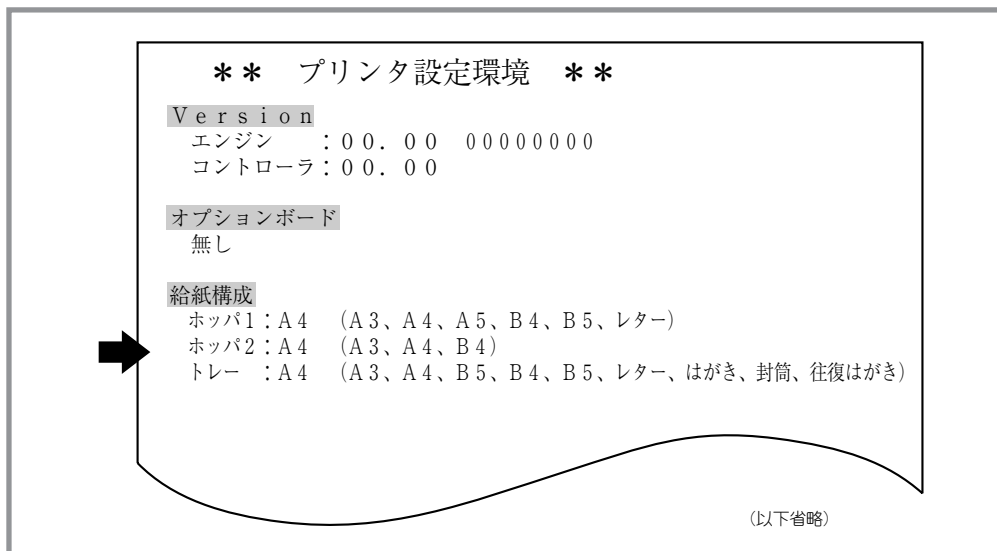 ＊＊　プリンタ設定環境　＊＊
Ｖｅｒｓｉｏｎ
エンジン　：００．００　００００００００
コントローラ：００．００
オプションボード
無し
給紙構成
ホッパ1：Ａ４　（Ａ３、Ａ４、Ａ５、Ｂ４、Ｂ５、レター）
ホッパ2：Ａ４　（Ａ３、Ａ４、Ｂ４）
トレー　：Ａ４　（Ａ３、Ａ４、Ｂ５、Ｂ４、Ｂ５、レター、はがき、封筒、往復はがき）
（以下省略）